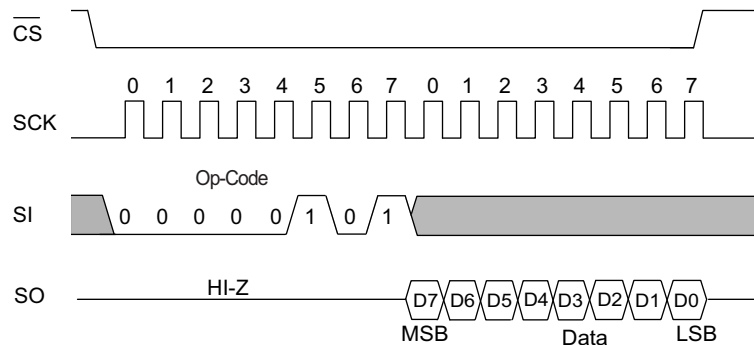 CS
0 1 2 3 4 5 6 7 0 1 2 3 4 5 6 7
SCK
Op-Code
SI 0 0 0 0 0 1 0 1
HI-Z
SO D7 D6 D5 D4 D3 D2 D1 D0
MSB Data LSB